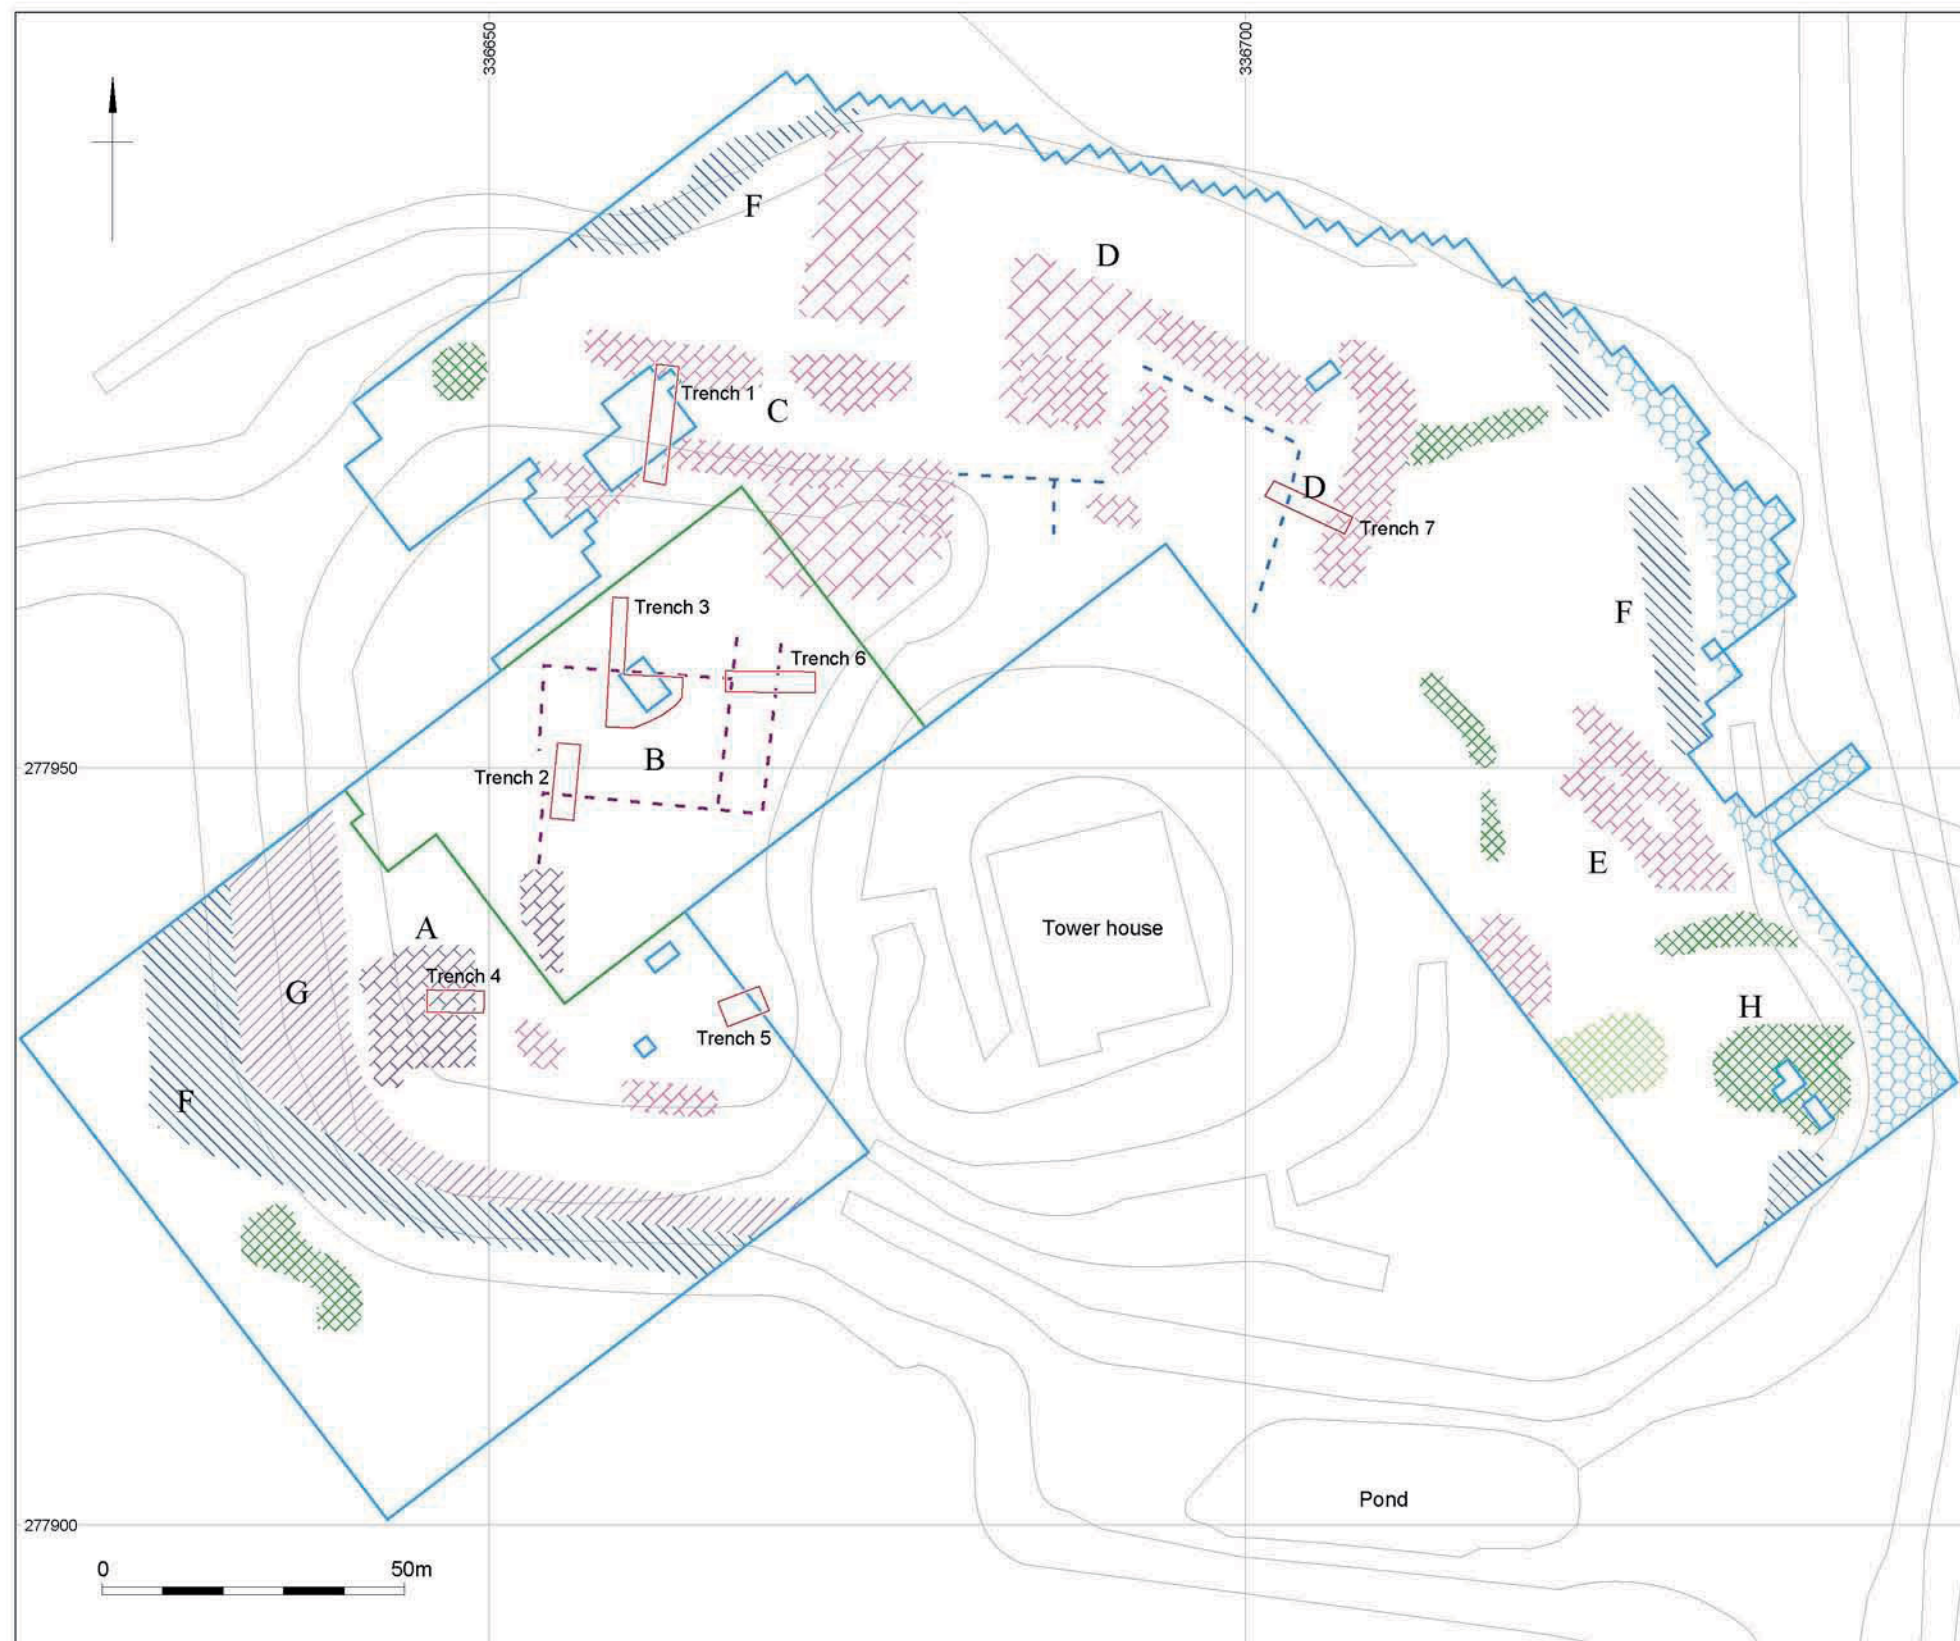 336650
336700
F
D
Trench 1
C
D
Trench 7
Trench 3
F
Trench 6
B
277950
Trench 2
E
A
Tower house
Trench 4
G
H
Trench 5
F
Pond
277900
0 50m